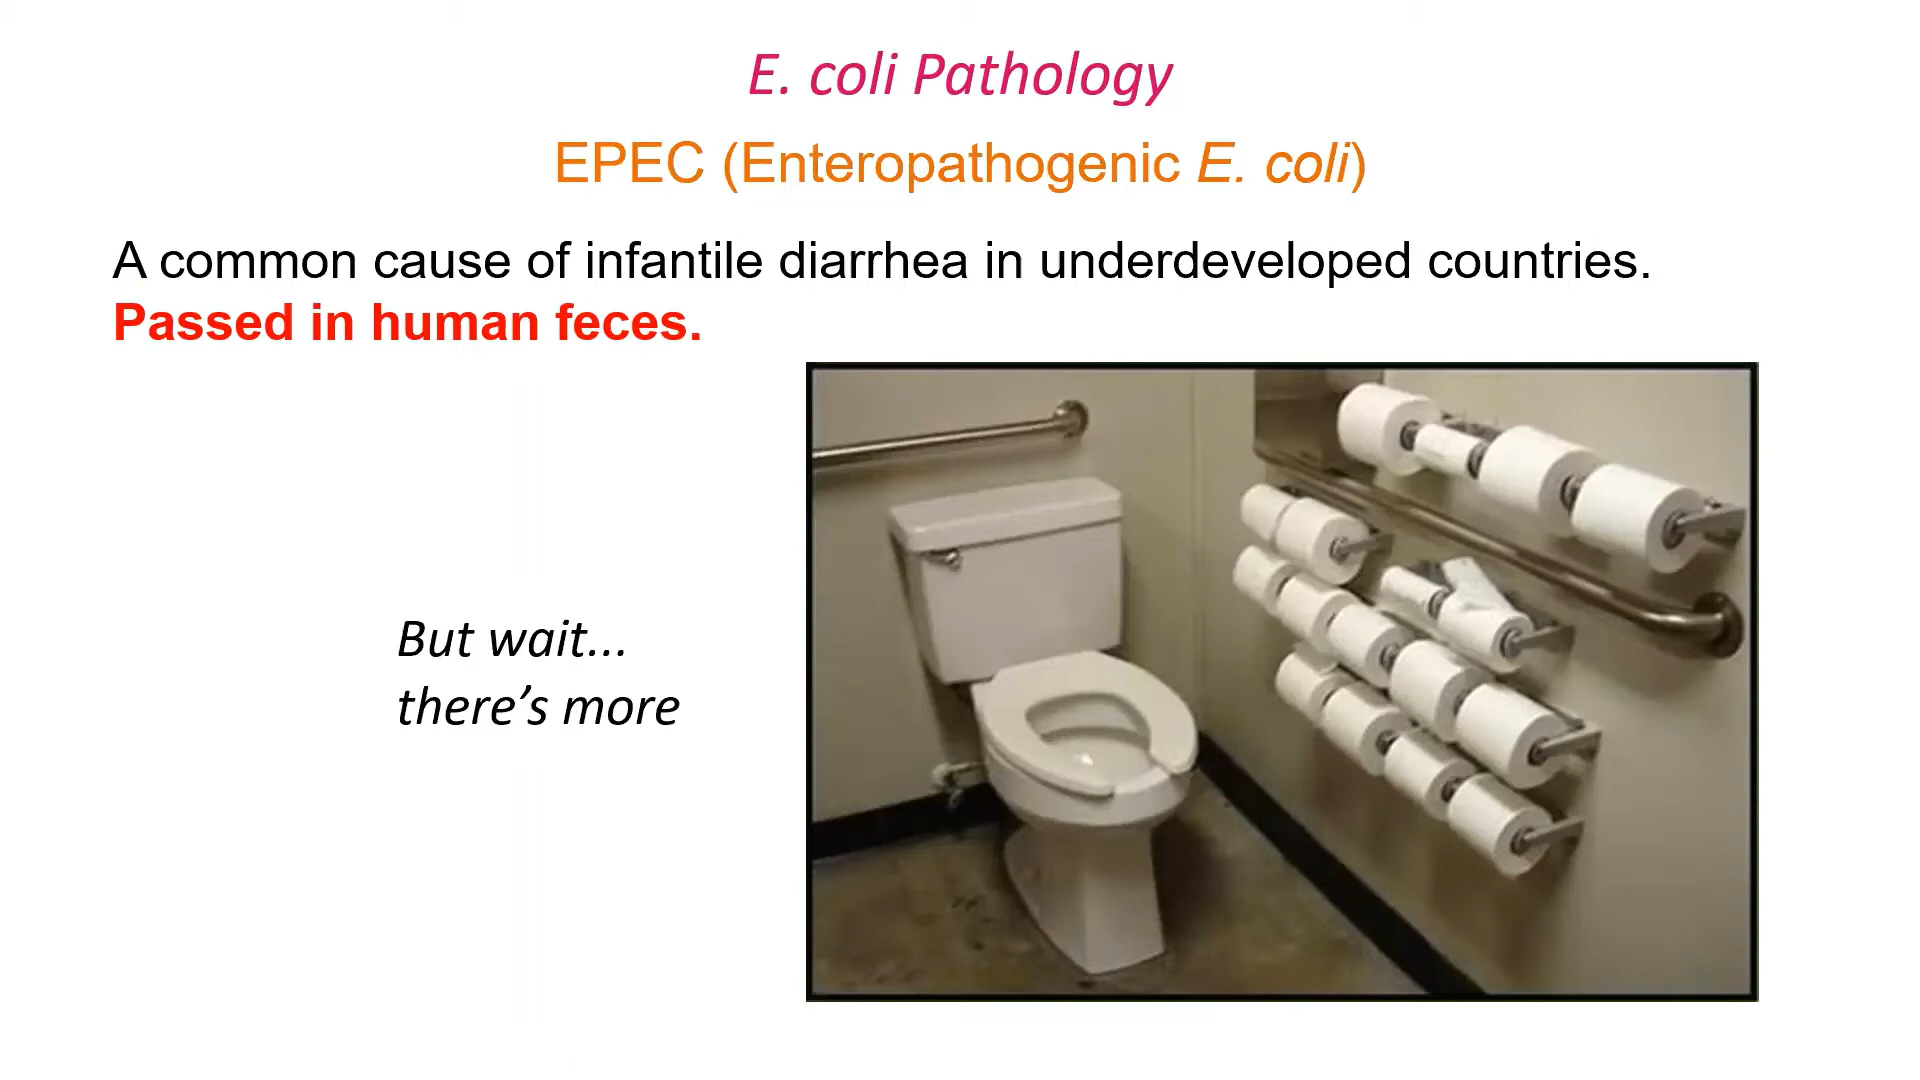 E. coli Pathology
EPEC (Enteropathogenic E. coli)
A common cause of infantile diarrhea in underdeveloped countries.
Passed in human feces.
But wait...
there’s more